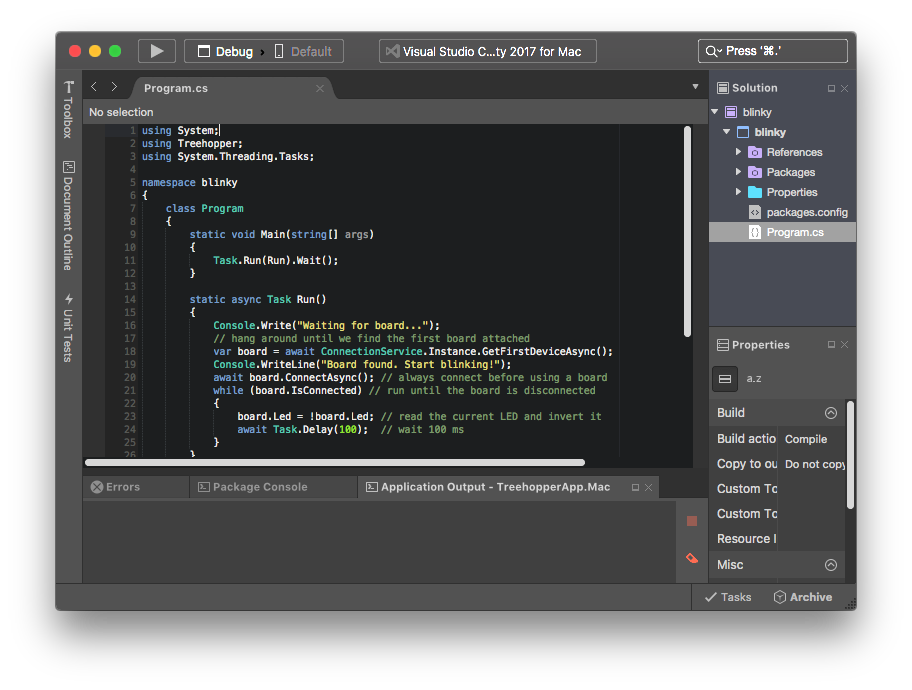 Debug › Default
Visual Studio C...ty 2017 for Mac
Press '⌘.'
Toolbox
Document Outline
Unit Tests
Program.cs
No selection
1 using System;
2 using Treehopper;
3 using System.Threading.Tasks;
4
5 namespace blinky
6 {
7 class Program
8 {
9 static void Main(string[] args)
10 {
11 Task.Run(Run).Wait();
12 }
13
14 static async Task Run()
15 {
16 Console.Write("Waiting for board...");
17 // hang around until we find the first board attached
18 var board = await ConnectionService.Instance.GetFirstDeviceAsync();
19 Console.WriteLine("Board found. Start blinking!");
20 await board.ConnectAsync(); // always connect before using a board
21 while (board.IsConnected) // run until the board is disconnected
22 {
23 board.Led = !board.Led; // read the current LED and invert it
24 await Task.Delay(100); // wait 100 ms
25 }
26 }
Errors
Package Console
Application Output - TreehopperApp.Mac
Solution
blinky
blinky
References
Packages
Properties
packages.config
Program.cs
Properties
a.z
Build
Build actio Compile
Copy to ou Do not copy
Custom To
Custom To
Resource I
Misc
Tasks
Archive